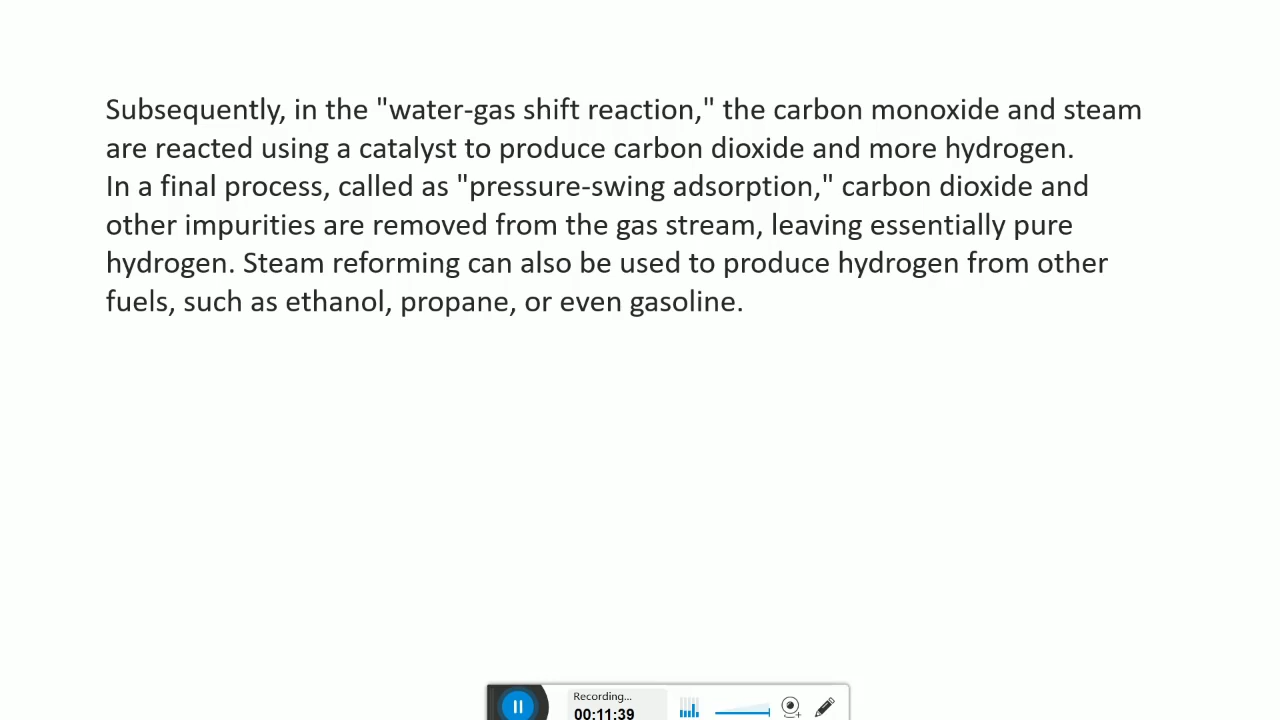 Subsequently, in the "water-gas shift reaction," the carbon monoxide and steam
are reacted using a catalyst to produce carbon dioxide and more hydrogen.
In a final process, called as "pressure-swing adsorption," carbon dioxide and
other impurities are removed from the gas stream, leaving essentially pure
hydrogen. Steam reforming can also be used to produce hydrogen from other
fuels, such as ethanol, propane, or even gasoline.
Recording...
00:11:39